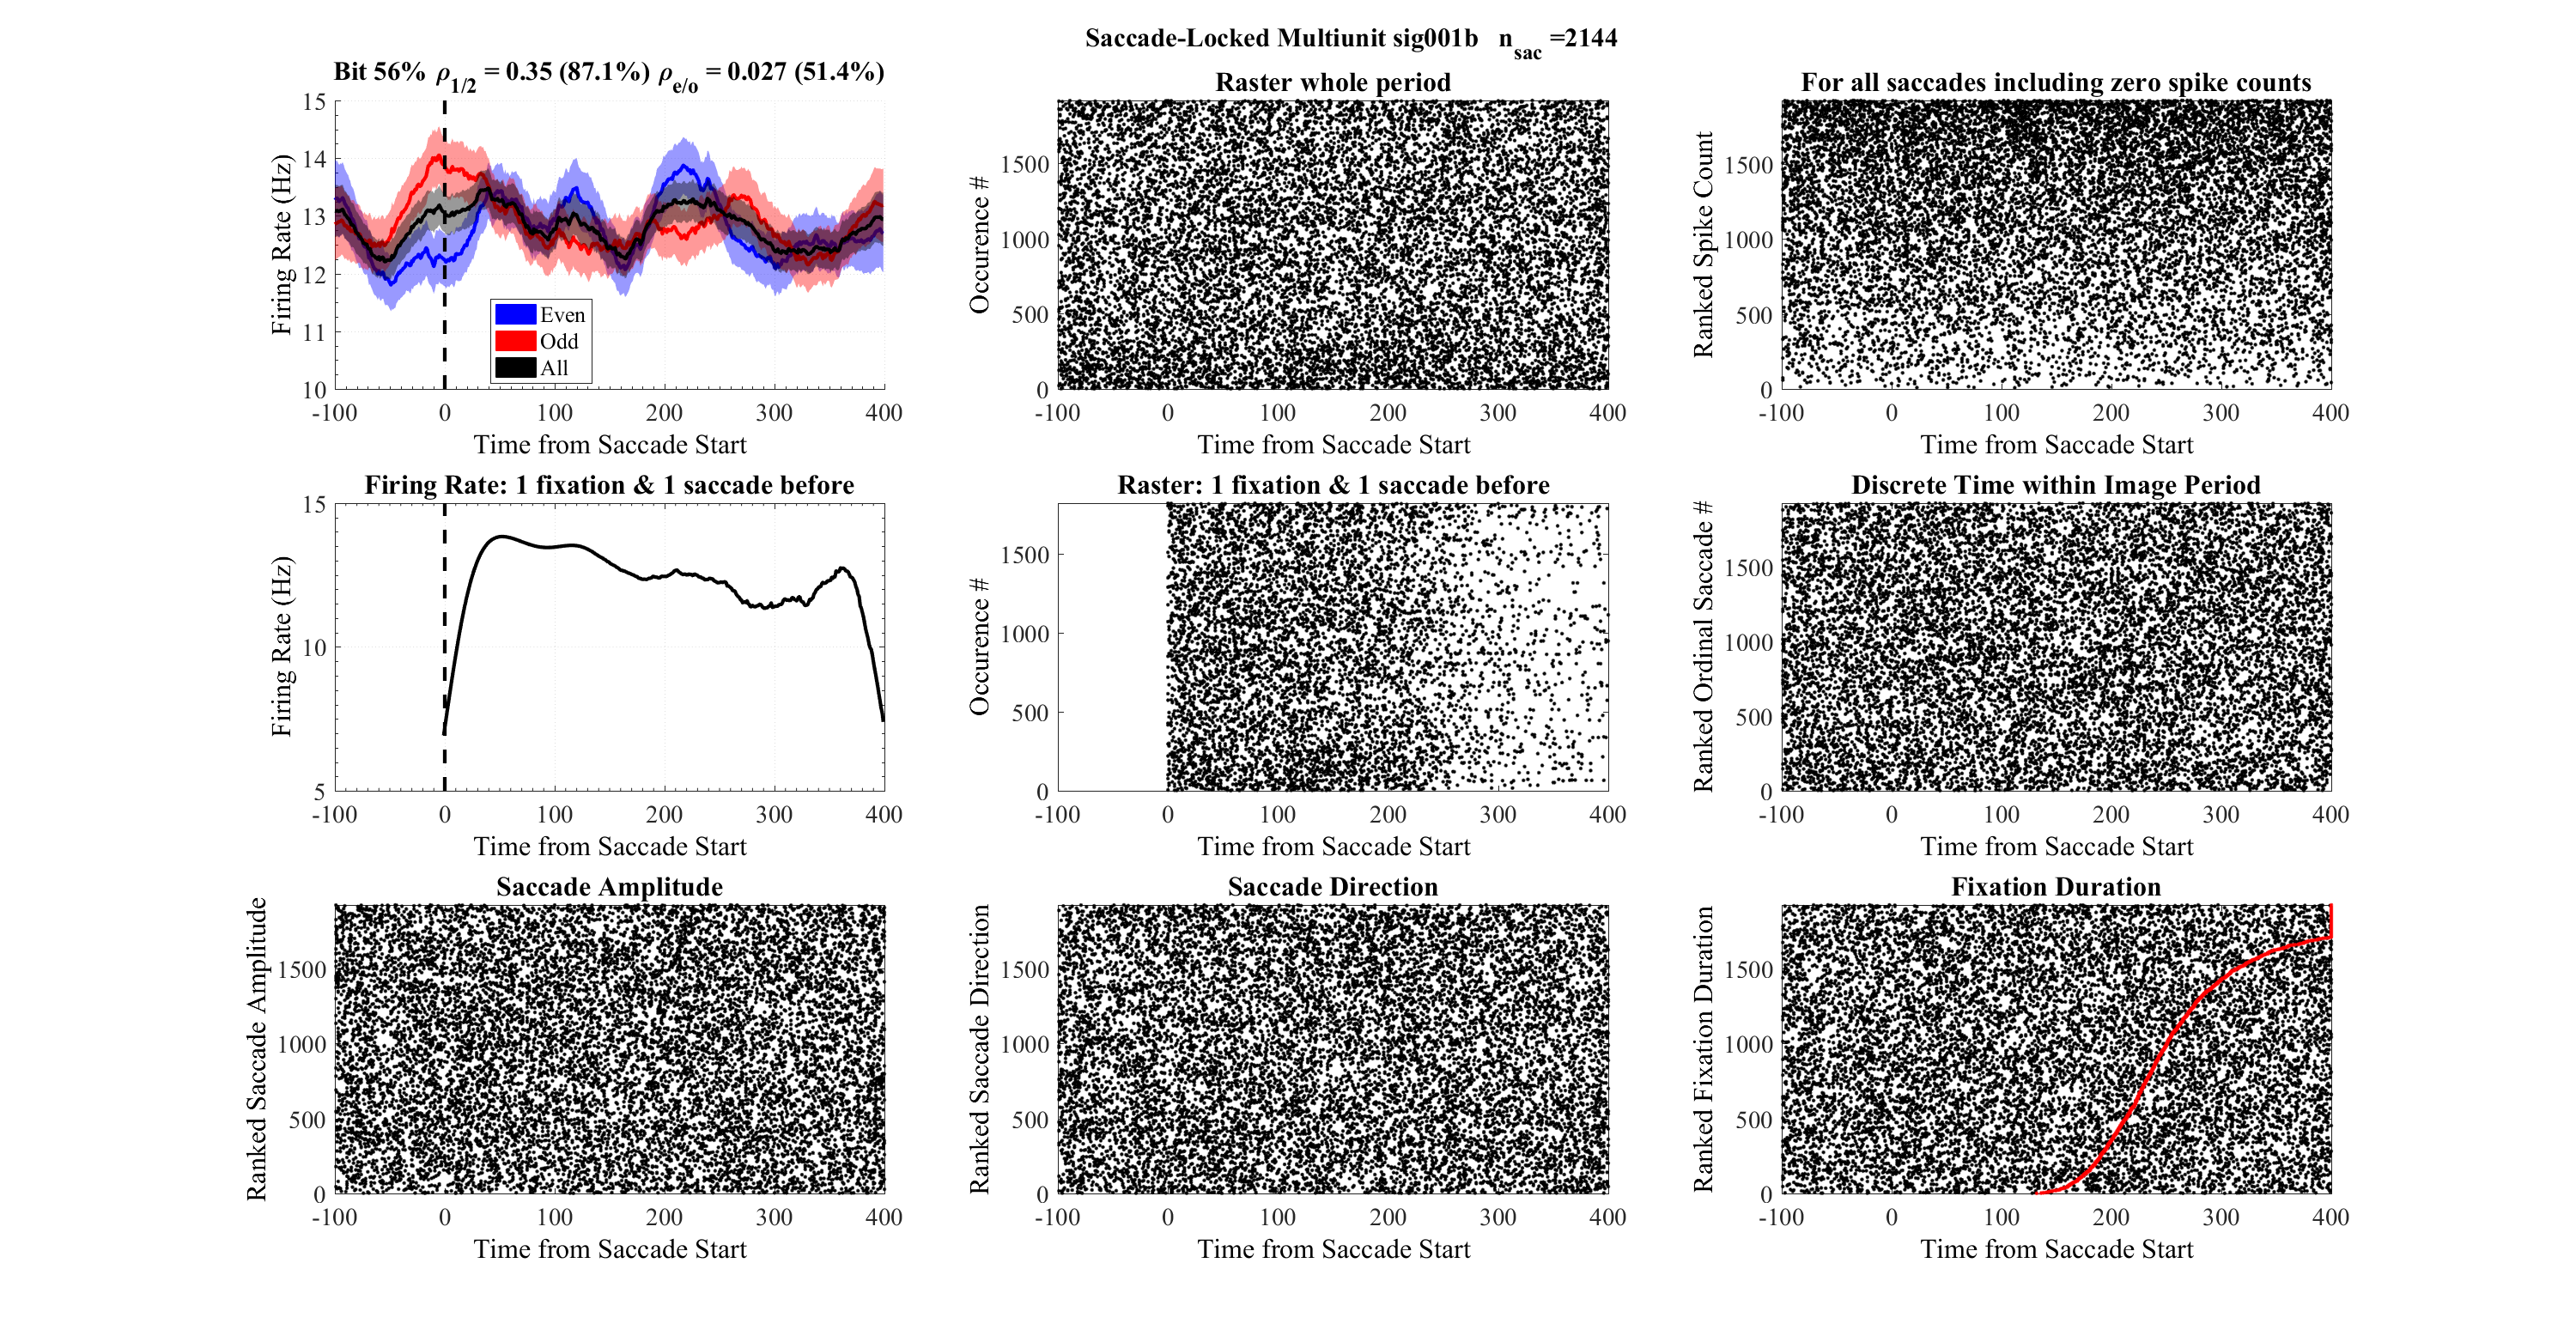 Saccade-Locked Multiunit sig001b n_sac =2144
Bit 56% ρ_1/2 = 0.35 (87.1%) ρ_e/o = 0.027 (51.4%)
15
14
13
12
11
10
Firing Rate (Hz)
Even
Odd
All
-100 0 100 200 300 400
Time from Saccade Start
Raster whole period
1500
1000
500
0
Occurence #
-100 0 100 200 300 400
Time from Saccade Start
For all saccades including zero spike counts
1500
1000
500
0
Ranked Spike Count
-100 0 100 200 300 400
Time from Saccade Start
Firing Rate: 1 fixation & 1 saccade before
15
10
5
Firing Rate (Hz)
-100 0 100 200 300 400
Time from Saccade Start
Raster: 1 fixation & 1 saccade before
1500
1000
500
0
Occurence #
-100 0 100 200 300 400
Time from Saccade Start
Discrete Time within Image Period
1500
1000
500
0
Ranked Ordinal Saccade #
-100 0 100 200 300 400
Time from Saccade Start
Saccade Amplitude
1500
1000
500
0
Ranked Saccade Amplitude
-100 0 100 200 300 400
Time from Saccade Start
Saccade Direction
1500
1000
500
0
Ranked Saccade Direction
-100 0 100 200 300 400
Time from Saccade Start
Fixation Duration
1500
1000
500
0
Ranked Fixation Duration
-100 0 100 200 300 400
Time from Saccade Start